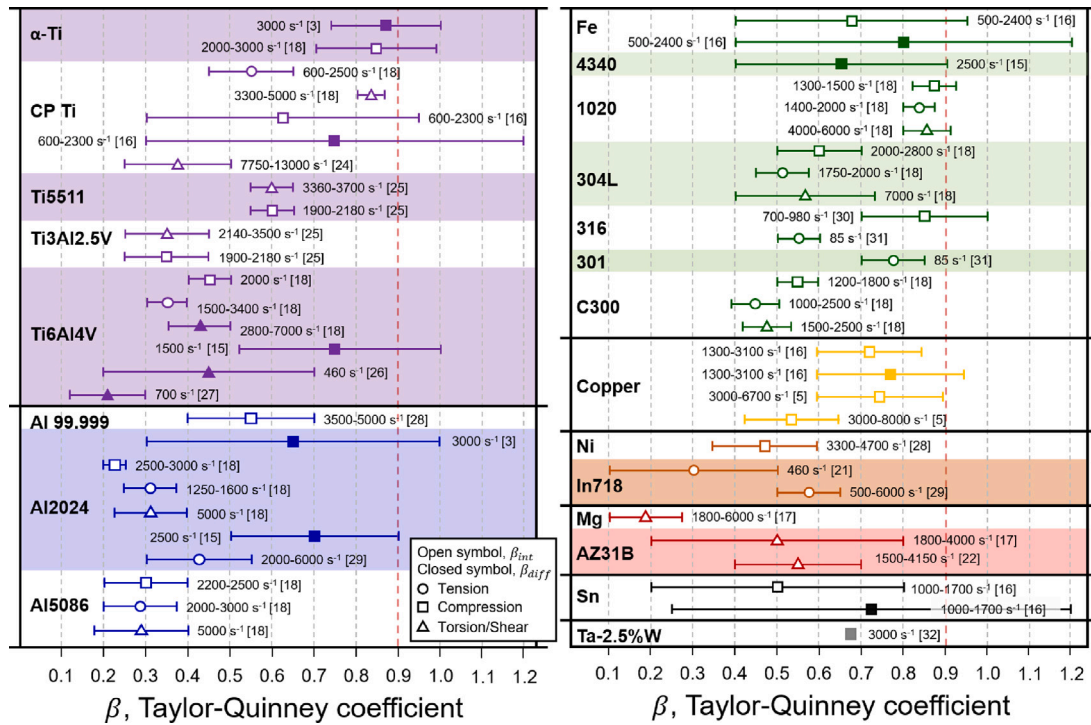 α-Ti
3000 s⁻¹ [3]
2000-3000 s⁻¹ [18]
CP Ti
600-2500 s⁻¹ [18]
3300-5000 s⁻¹ [18]
600-2300 s⁻¹ [16]
600-2300 s⁻¹ [16]
7750-13000 s⁻¹ [24]
Ti5511
3360-3700 s⁻¹ [25]
1900-2180 s⁻¹ [25]
Ti3Al2.5V
2140-3500 s⁻¹ [25]
1900-2180 s⁻¹ [25]
Ti6Al4V
2000 s⁻¹ [18]
1500-3400 s⁻¹ [18]
2800-7000 s⁻¹ [18]
1500 s⁻¹ [15]
460 s⁻¹ [26]
700 s⁻¹ [27]
Al 99.999
3500-5000 s⁻¹ [28]
Al2024
3000 s⁻¹ [3]
2500-3000 s⁻¹ [18]
1250-1600 s⁻¹ [18]
5000 s⁻¹ [18]
2500 s⁻¹ [15]
2000-6000 s⁻¹ [29]
Al5086
2200-2500 s⁻¹ [18]
2000-3000 s⁻¹ [18]
5000 s⁻¹ [18]
Open symbol, βint
Closed symbol, βdiff
Tension
Compression
Torsion/Shear
0.1 0.2 0.3 0.4 0.5 0.6 0.7 0.8 0.9 1.0 1.1 1.2
β, Taylor-Quinney coefficient
Fe
500-2400 s⁻¹ [16]
500-2400 s⁻¹ [16]
4340
2500 s⁻¹ [15]
1020
1300-1500 s⁻¹ [18]
1400-2000 s⁻¹ [18]
4000-6000 s⁻¹ [18]
304L
2000-2800 s⁻¹ [18]
1750-2000 s⁻¹ [18]
7000 s⁻¹ [18]
316
700-980 s⁻¹ [30]
85 s⁻¹ [31]
301
85 s⁻¹ [31]
C300
1200-1800 s⁻¹ [18]
1000-2500 s⁻¹ [18]
1500-2500 s⁻¹ [18]
Copper
1300-3100 s⁻¹ [16]
1300-3100 s⁻¹ [16]
3000-6700 s⁻¹ [5]
3000-8000 s⁻¹ [5]
Ni
3300-4700 s⁻¹ [28]
In718
460 s⁻¹ [21]
500-6000 s⁻¹ [29]
Mg
1800-6000 s⁻¹ [17]
AZ31B
1800-4000 s⁻¹ [17]
1500-4150 s⁻¹ [22]
Sn
1000-1700 s⁻¹ [16]
1000-1700 s⁻¹ [16]
Ta-2.5%W
3000 s⁻¹ [32]
0.1 0.2 0.3 0.4 0.5 0.6 0.7 0.8 0.9 1.0 1.1 1.2
β, Taylor-Quinney coefficient